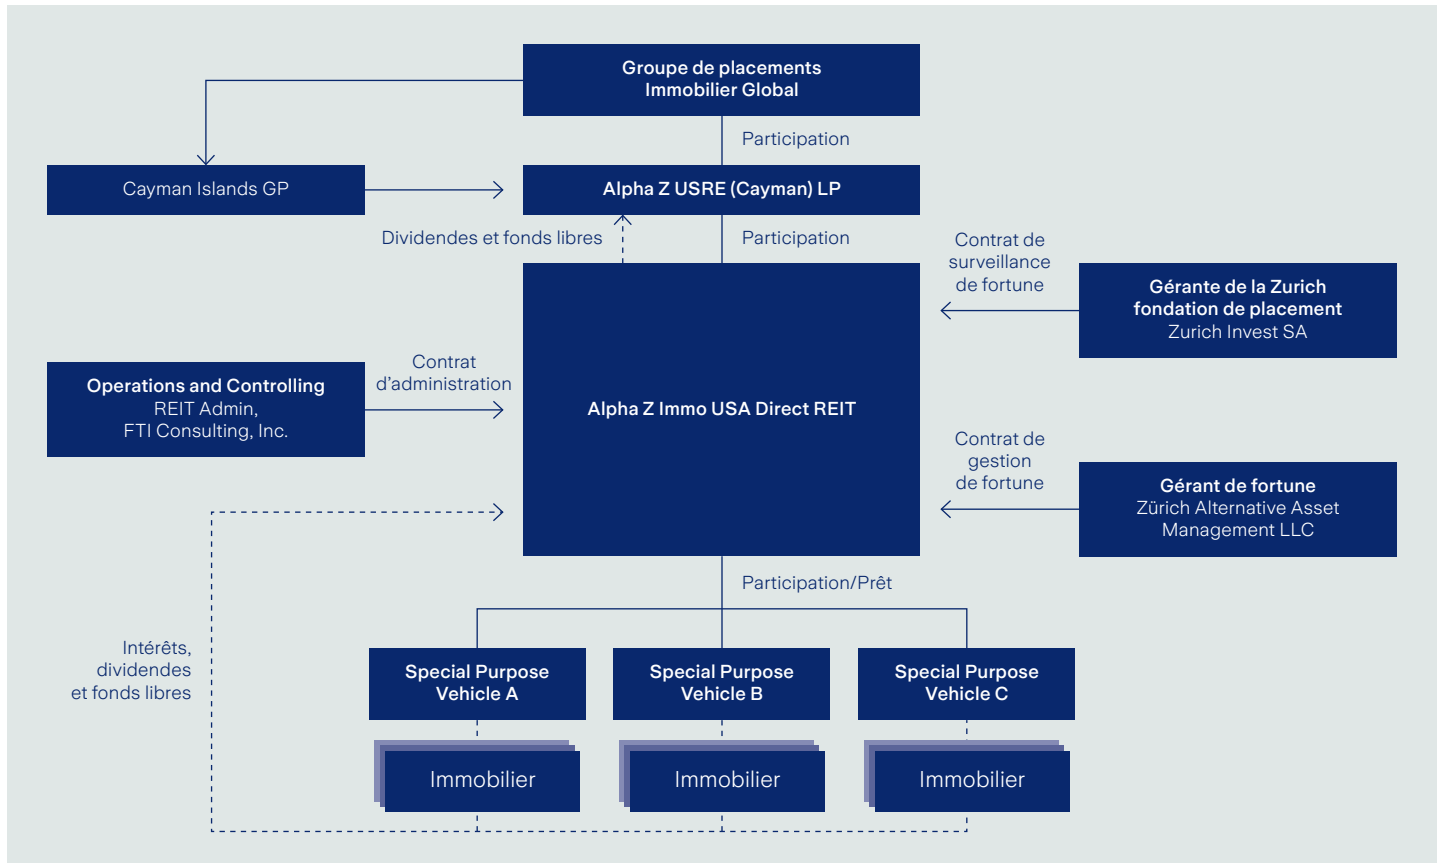 Groupe de placements
Immobilier Global
Participation
Cayman Islands GP
Alpha Z USRE (Cayman) LP
Dividendes et fonds libres
Participation
Contrat de
surveillance
de fortune
Gérante de la Zurich
fondation de placement
Zurich Invest SA
Contrat
d'administration
Operations and Controlling
REIT Admin,
FTI Consulting, Inc.
Alpha Z Immo USA Direct REIT
Contrat de
gestion
de fortune
Gérant de fortune
Zürich Alternative Asset
Management LLC
Participation/Prêt
Intérêts,
dividendes
et fonds libres
Special Purpose
Vehicle A
Special Purpose
Vehicle B
Special Purpose
Vehicle C
Immobilier
Immobilier
Immobilier